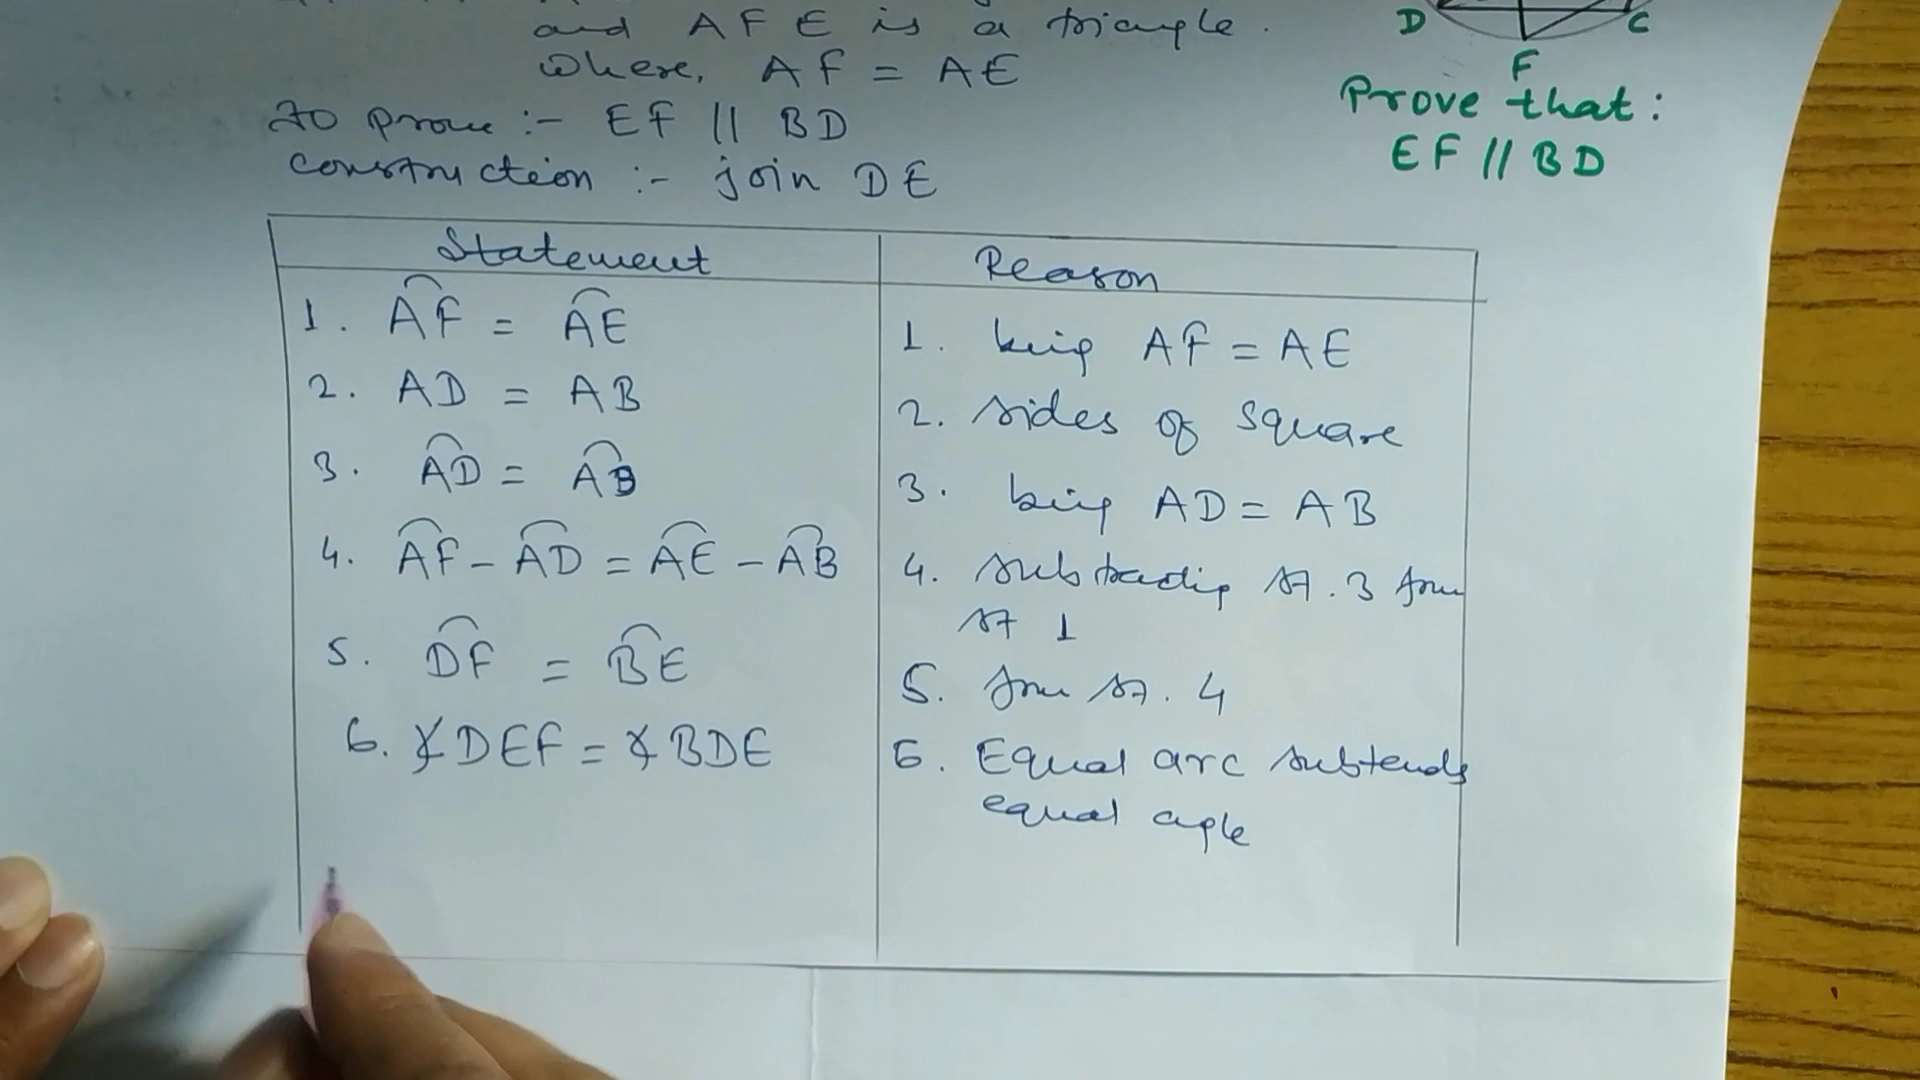 and AFE is a triangle.
where, AF = AE
To prove :- EF || BD
construction :- join DE
D
C
F
Prove that:
EF // BD
Statement
Reason
1. AF = AE
1. being AF = AE
2. AD = AB
2. sides of square
3. AD = AB
3. being AD = AB
4. AF - AD = AE - AB
4. subtracting st. 3 from
st 1
5. DF = BE
5. from st. 4
6. ∡DEF = ∡BDE
6. Equal arc subtends
equal agle